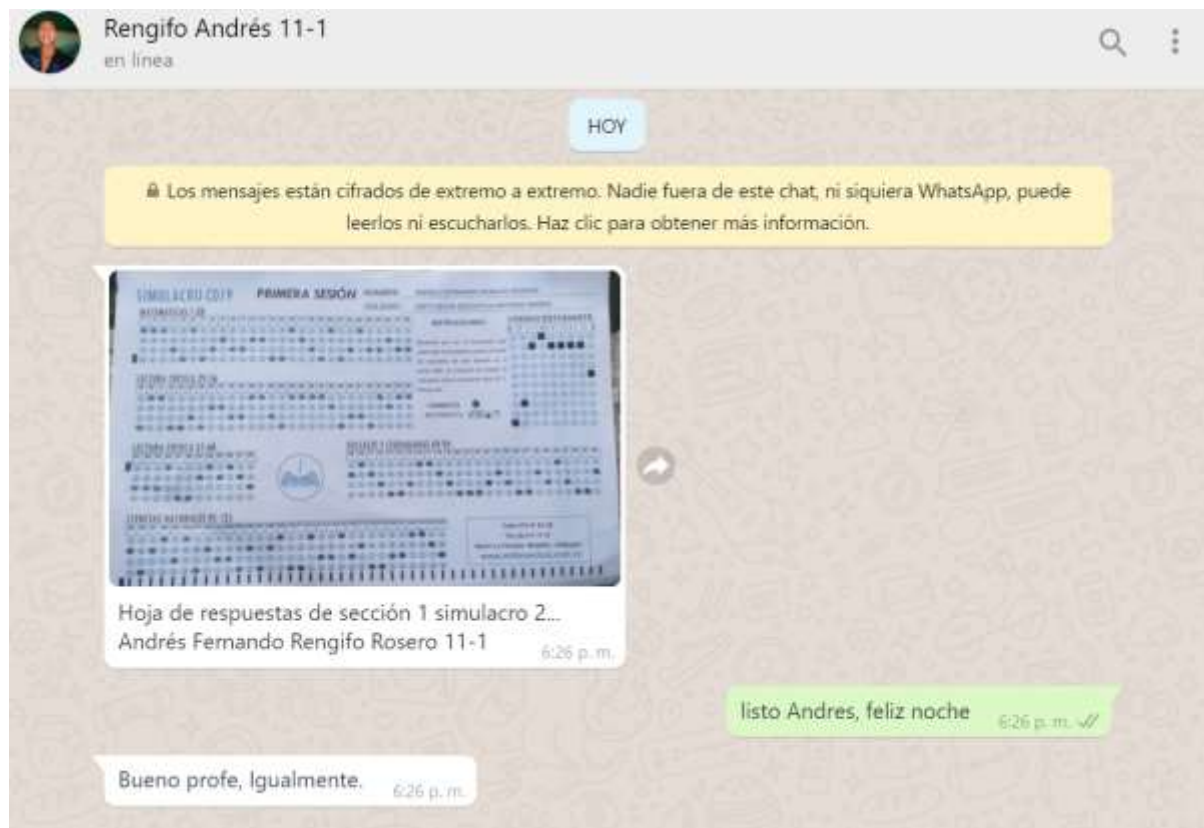 Rengifo Andrés 11-1
en línea
HOY
Los mensajes están cifrados de extremo a extremo. Nadie fuera de este chat, ni siquiera WhatsApp, puede
leerlos ni escucharlos. Haz clic para obtener más información.
PRIMERA SESIÓN
Hoja de respuestas de sección 1 simulacro 2...
Andrés Fernando Rengifo Rosero 11-1
6:26 p. m.
listo Andres, feliz noche
6:26 p. m.
Bueno profe, Igualmente.
6:26 p. m.